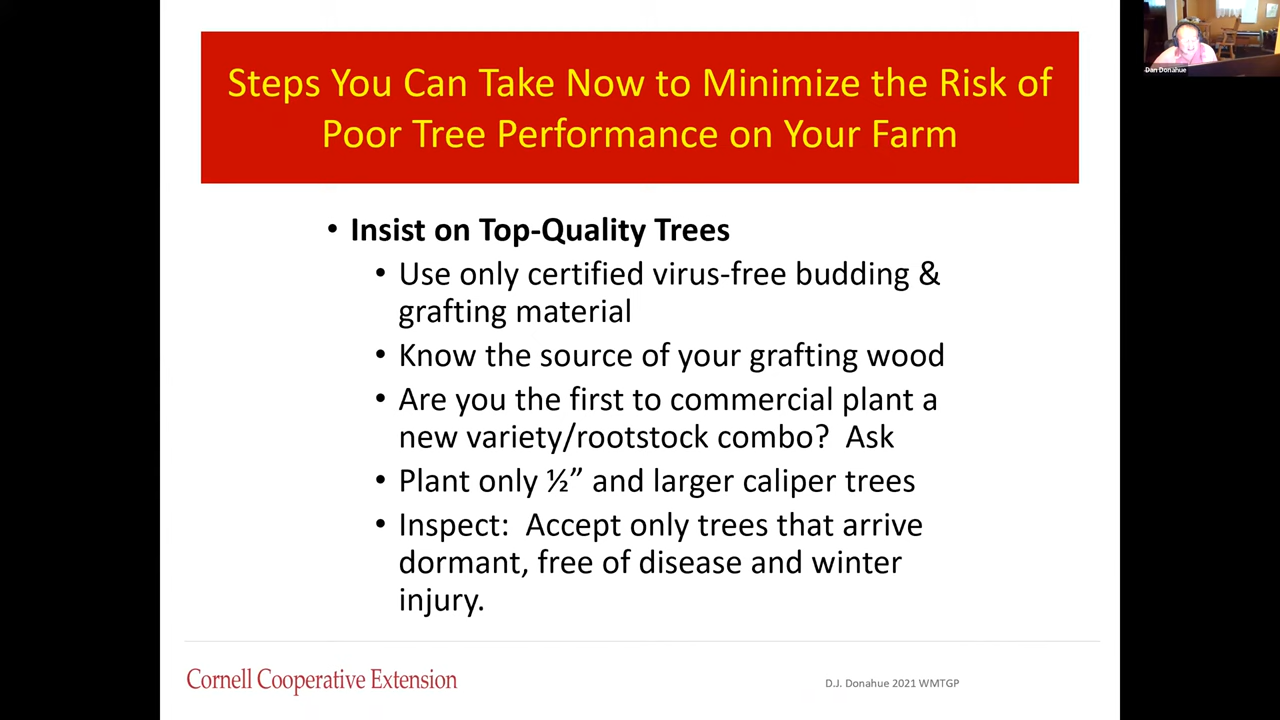 Steps You Can Take Now to Minimize the Risk of
Poor Tree Performance on Your Farm
• Insist on Top-Quality Trees
• Use only certified virus-free budding &
grafting material
• Know the source of your grafting wood
• Are you the first to commercial plant a
new variety/rootstock combo?  Ask
• Plant only ½” and larger caliper trees
• Inspect:  Accept only trees that arrive
dormant, free of disease and winter
injury.
Cornell Cooperative Extension
D.J. Donahue 2021 WMTGP
Dan Donahue